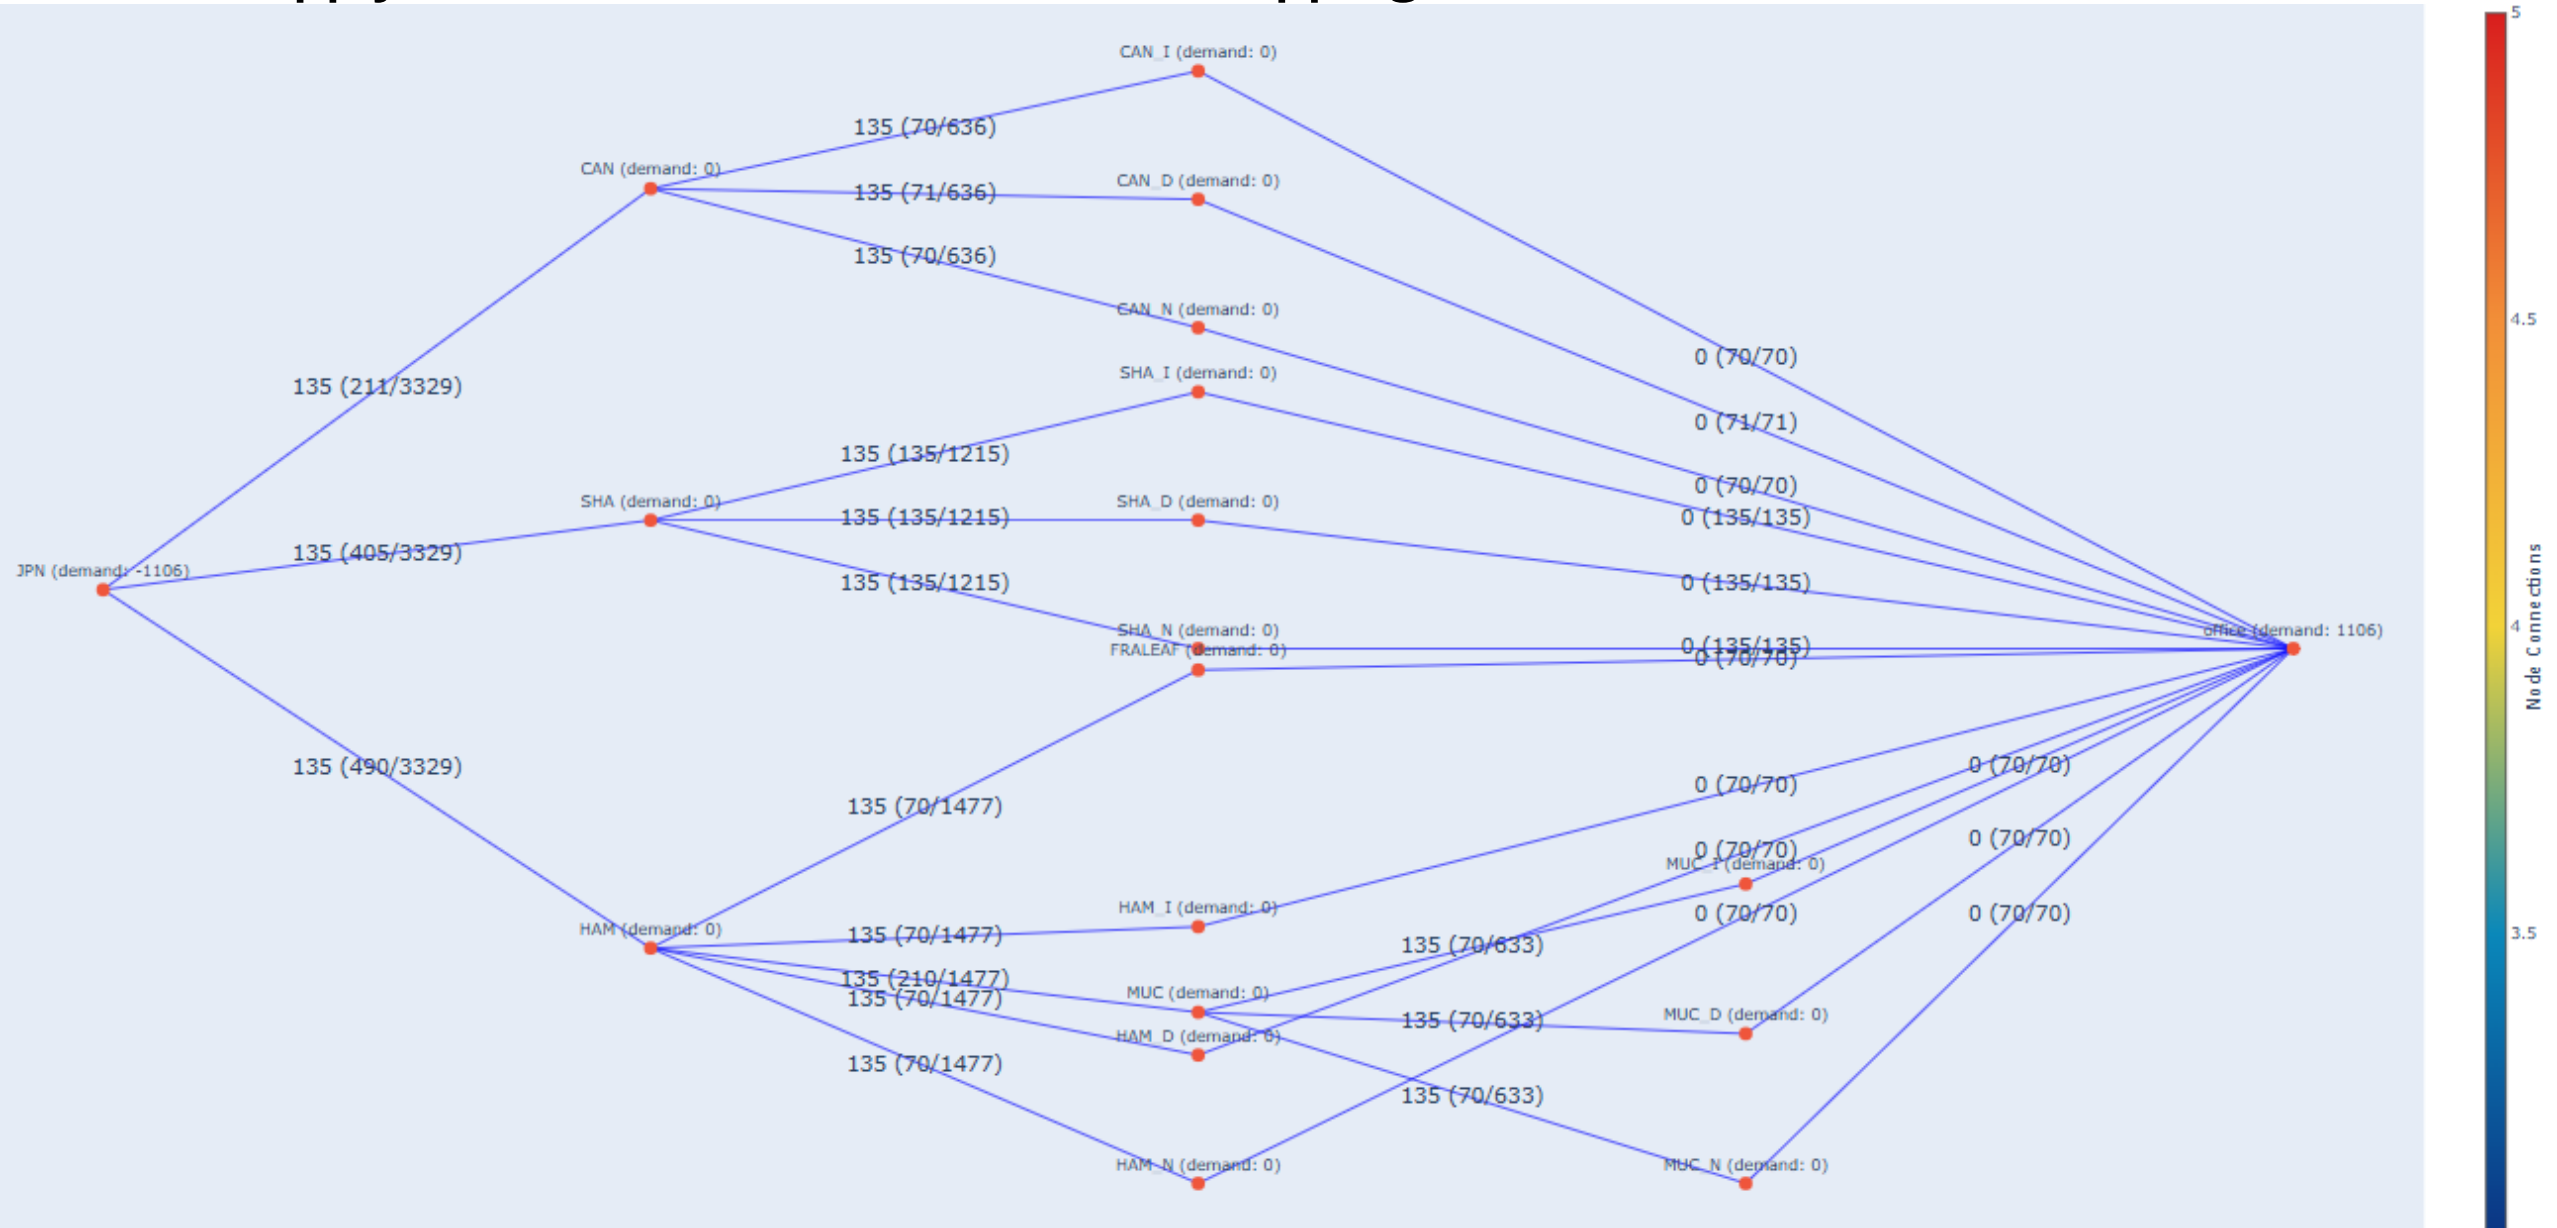 CAN_I (demand: 0)
135 (70/636)
CAN (demand: 0)
CAN_D (demand: 0)
135 (71/636)
135 (70/636)
CAN_N (demand: 0)
0 (70/70)
SHA_I (demand: 0)
135 (211/3329)
0 (71/71)
135 (135/1215)
0 (70/70)
SHA (demand: 0)
SHA_D (demand: 0)
135 (135/1215)
0 (135/135)
135 (405/3329)
JPN (demand: -1106)
135 (135/1215)
0 (135/135)
SHA_N (demand: 0)
office (demand: 1106)
FRALEAF (demand: 0)
0 (135/135)
0 (70/70)
135 (490/3329)
0 (70/70)
0 (70/70)
135 (70/1477)
0 (70/70)
0 (70/70)
MUC_I (demand: 0)
HAM_I (demand: 0)
0 (70/70)
0 (70/70)
HAM (demand: 0)
135 (70/1477)
135 (70/633)
135 (210/1477)
MUC (demand: 0)
135 (70/1477)
135 (70/633)
MUC_D (demand: 0)
HAM_D (demand: 0)
135 (70/1477)
135 (70/633)
HAM_N (demand: 0)
MUC_N (demand: 0)
5
4.5
4
3.5
Node Connections